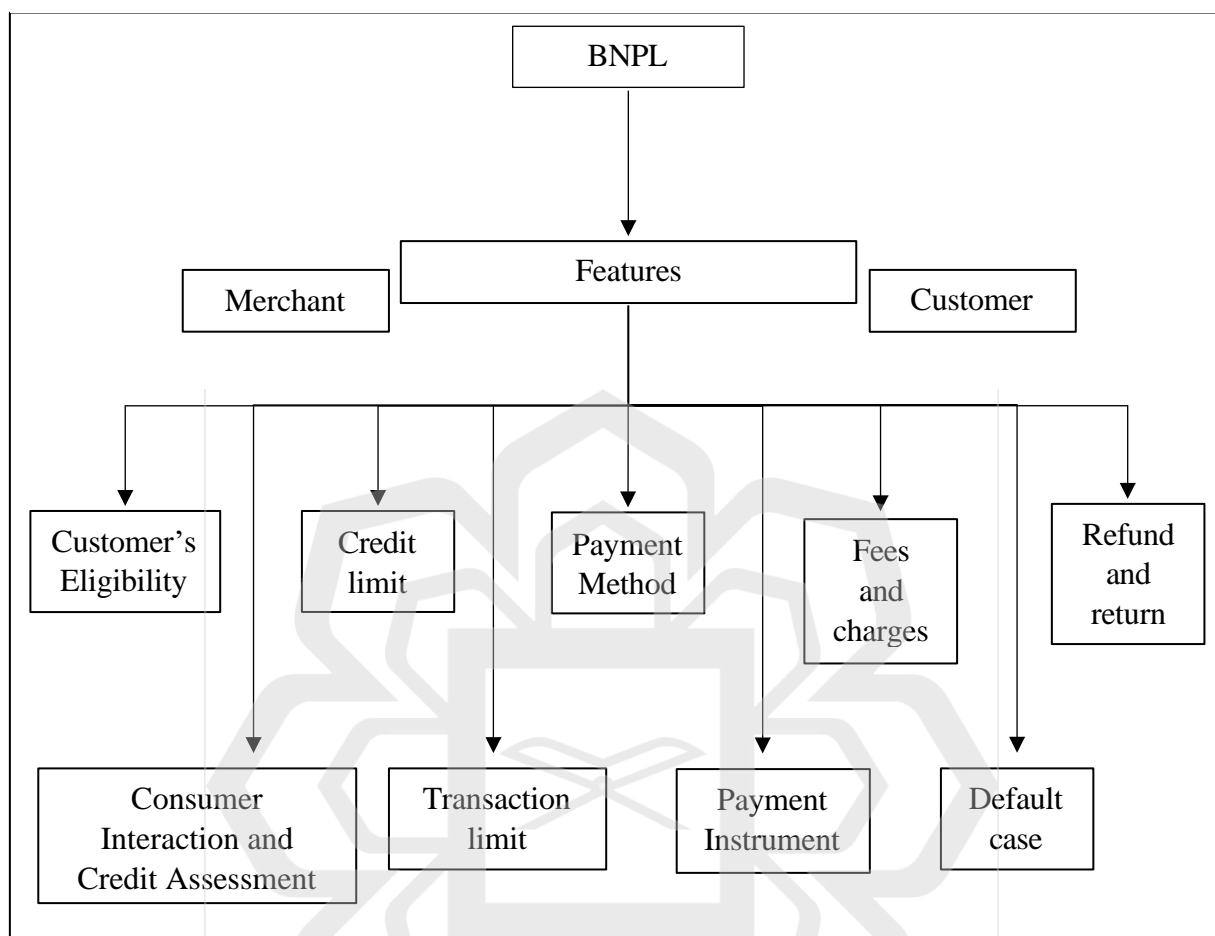 BNPL
Features
Merchant
Customer
Customer’s
Eligibility
Credit
limit
Payment
Method
Fees
and
charges
Refund
and
return
Consumer
Interaction and
Credit Assessment
Transaction
limit
Payment
Instrument
Default
case